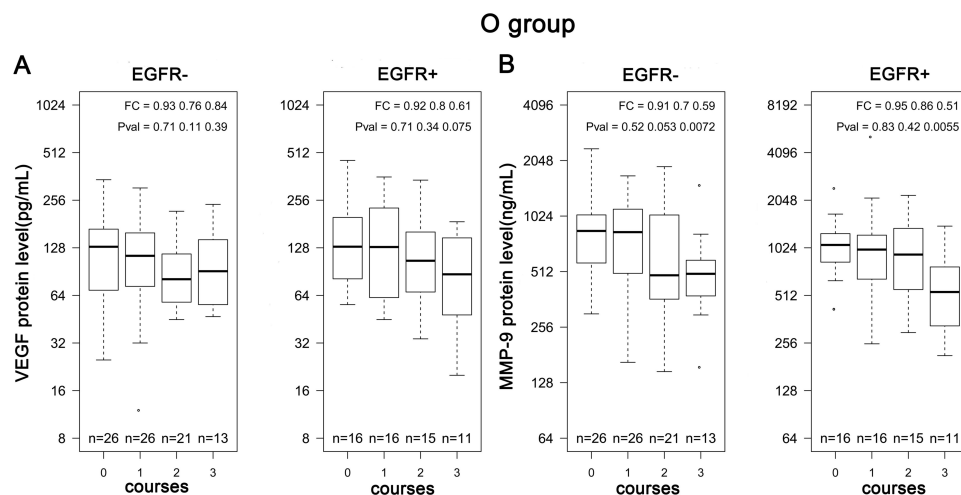 O group
A
EGFR-
VEGF protein level(pg/mL)
1024
512
256
128
64
32
16
8
FC = 0.93 0.76 0.84
Pval = 0.71 0.11 0.39
n=26 n=26 n=21 n=13
0 1 2 3
courses
EGFR+
1024
512
256
128
64
32
16
8
FC = 0.92 0.8 0.61
Pval = 0.71 0.34 0.075
n=16 n=16 n=15 n=11
0 1 2 3
courses
B
EGFR-
MMP-9 protein level(ng/mL)
4096
2048
1024
512
256
128
64
FC = 0.91 0.7 0.59
Pval = 0.52 0.053 0.0072
n=26 n=26 n=21 n=13
0 1 2 3
courses
EGFR+
8192
4096
2048
1024
512
256
128
64
FC = 0.95 0.86 0.51
Pval = 0.83 0.42 0.0055
n=16 n=16 n=15 n=11
0 1 2 3
courses